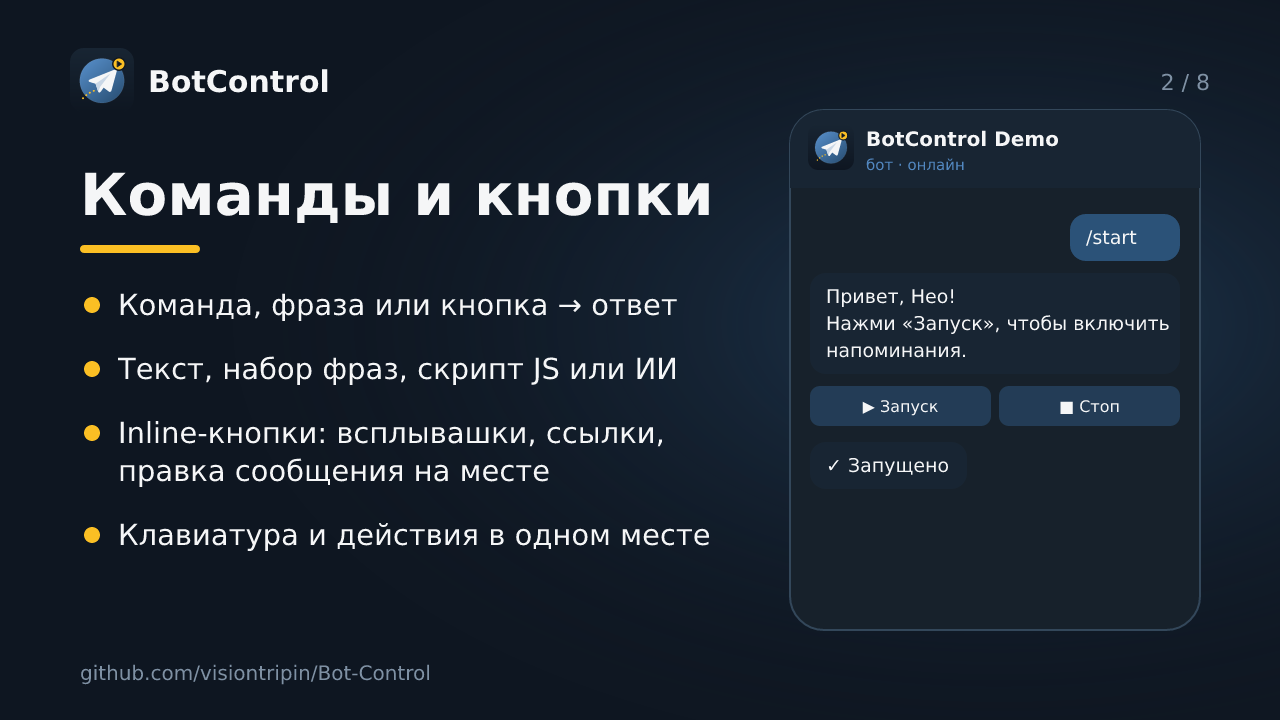 BotControl
2 / 8
Команды и кнопки
Команда, фраза или кнопка → ответ
Текст, набор фраз, скрипт JS или ИИ
Inline-кнопки: всплывашки, ссылки,
правка сообщения на месте
Клавиатура и действия в одном месте
BotControl Demo
бот · онлайн
/start
Привет, Нео!
Нажми «Запуск», чтобы включить
напоминания.
▶ Запуск
■ Стоп
✓ Запущено
github.com/visiontripin/Bot-Control